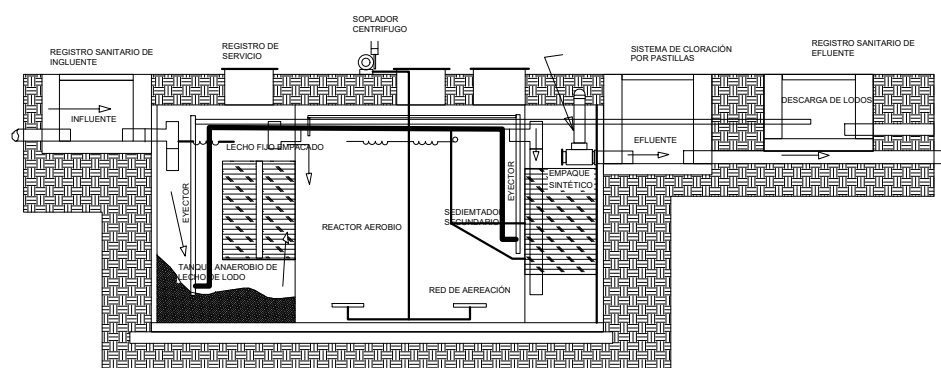 SOPLADOR
CENTRIFUGO
REGISTRO SANITARIO DE
INGLUENTE
REGISTRO DE
SERVICIO
SISTEMA DE CLORACIÓN
POR PASTILLAS
REGISTRO SANITARIO DE
EFLUENTE
INFLUENTE
DESCARGA DE LODOS
EFLUENTE
LECHO FIJO EMPACADO
EYECTOR
EYECTOR
EMPAQUE
SINTÉTICO
REACTOR AEROBIO
SEDIEMTADOR
SECUNDARIO
TANQUE ANAEROBIO DE
LECHO DE LODO
RED DE AEREACIÓN